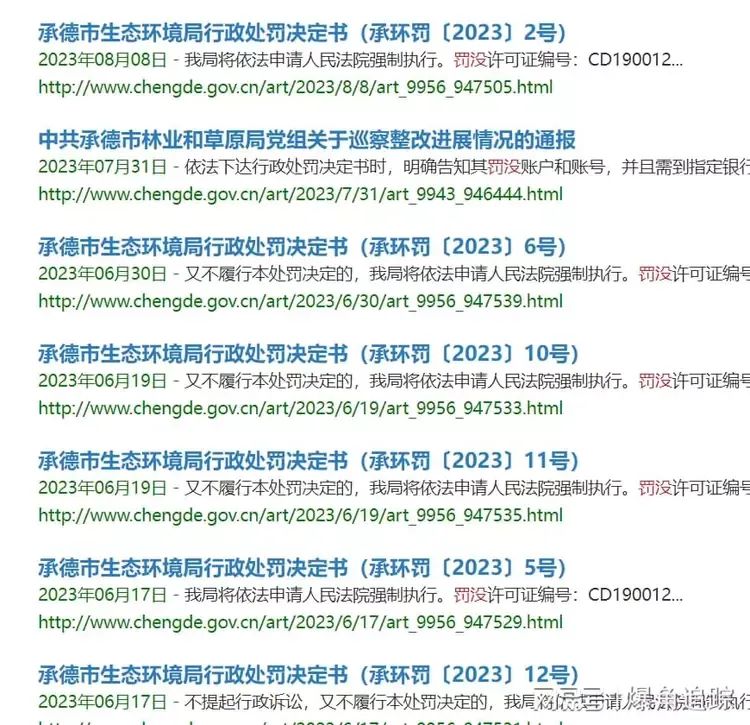 承德市生态环境局行政处罚决定书（承环罚〔2023〕2号）
2023年08月08日 - 我局将依法申请人民法院强制执行。罚没许可证编号：CD190012...
http://www.chengde.gov.cn/art/2023/8/8/art_9956_947505.html
中共承德市林业和草原局党组关于巡察整改进展情况的通报
2023年07月31日 - 依法下达行政处罚决定书时，明确告知其罚没账户和账号，并且需到指定银行
http://www.chengde.gov.cn/art/2023/7/31/art_9943_946444.html
承德市生态环境局行政处罚决定书（承环罚〔2023〕6号）
2023年06月30日 - 又不履行本处罚决定的，我局将依法申请人民法院强制执行。罚没许可证编号
http://www.chengde.gov.cn/art/2023/6/30/art_9956_947539.html
承德市生态环境局行政处罚决定书（承环罚〔2023〕10号）
2023年06月19日 - 又不履行本处罚决定的，我局将依法申请人民法院强制执行。罚没许可证编号
http://www.chengde.gov.cn/art/2023/6/19/art_9956_947533.html
承德市生态环境局行政处罚决定书（承环罚〔2023〕11号）
2023年06月19日 - 又不履行本处罚决定的，我局将依法申请人民法院强制执行。罚没许可证编号
http://www.chengde.gov.cn/art/2023/6/19/art_9956_947535.html
承德市生态环境局行政处罚决定书（承环罚〔2023〕5号）
2023年06月17日 - 我局将依法申请人民法院强制执行。罚没许可证编号：CD190012...
http://www.chengde.gov.cn/art/2023/6/17/art_9956_947529.html
承德市生态环境局行政处罚决定书（承环罚〔2023〕12号）
2023年06月17日 - 不提起行政诉讼，又不履行本处罚决定的，我局将依法申请人民法院强制执行